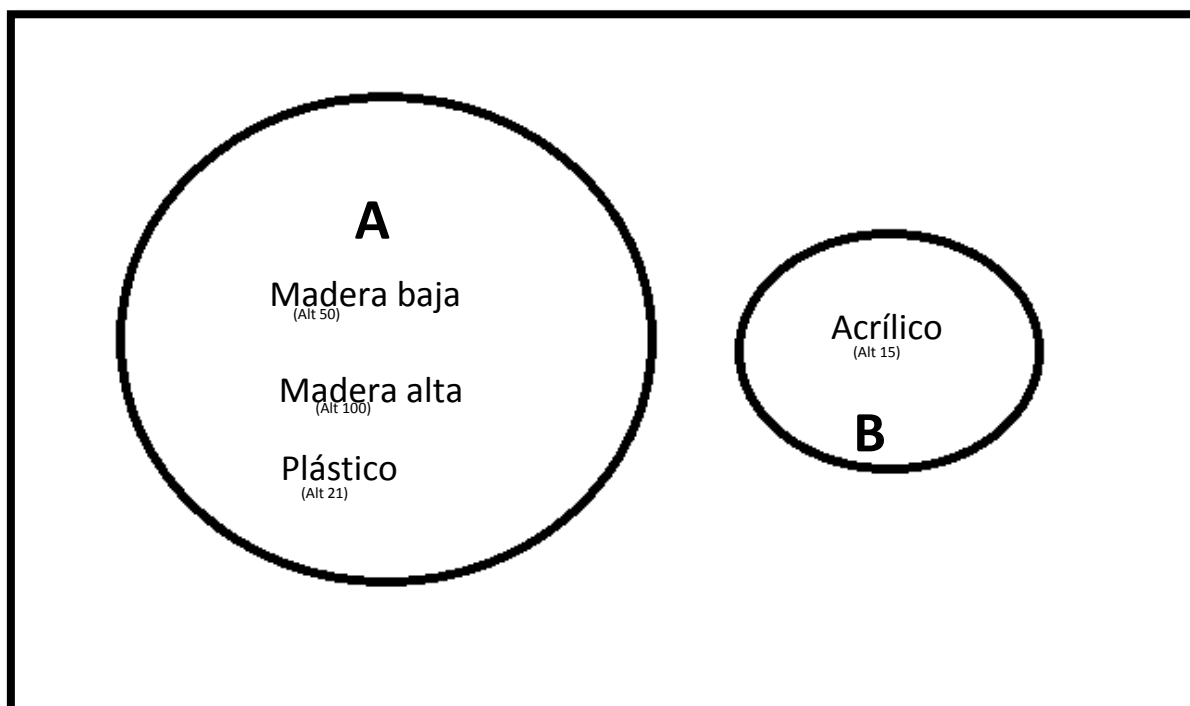 A
Madera baja
(Alt 50)
Madera alta
(Alt 100)
Plástico
(Alt 21)
Acrílico
(Alt 15)
B